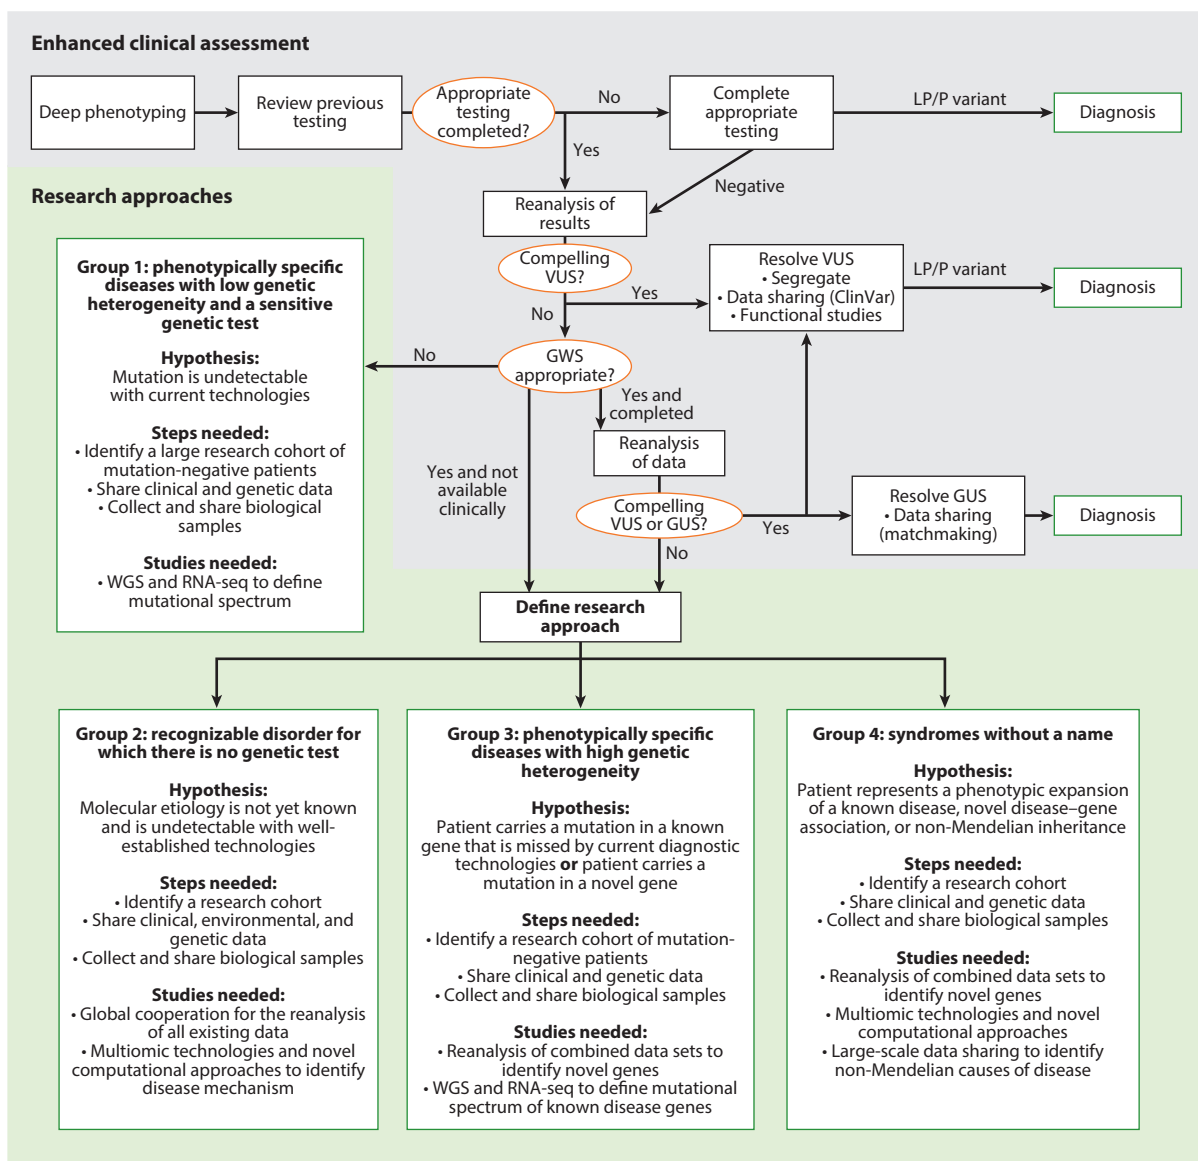 Enhanced clinical assessment
Deep phenotyping
Review previous
testing
Appropriate
testing
completed?
No
Yes
Complete
appropriate
testing
LP/P variant
Diagnosis
Negative
Reanalysis of
results
Compelling
VUS?
Yes
No
Resolve VUS
• Segregate
• Data sharing (ClinVar)
• Functional studies
LP/P variant
Diagnosis
GWS
appropriate?
No
Yes and
completed
Yes and not
available
clinically
Reanalysis
of data
Compelling
VUS or GUS?
Yes
No
Resolve GUS
• Data sharing
(matchmaking)
Diagnosis
Research approaches
Group 1: phenotypically specific
diseases with low genetic
heterogeneity and a sensitive
genetic test
Hypothesis:
Mutation is undetectable
with current technologies
Steps needed:
• Identify a large research cohort of
mutation-negative patients
• Share clinical and genetic data
• Collect and share biological
samples
Studies needed:
• WGS and RNA-seq to define
mutational spectrum
Define research
approach
Group 2: recognizable disorder for
which there is no genetic test
Hypothesis:
Molecular etiology is not yet known
and is undetectable with well-
established technologies
Steps needed:
• Identify a research cohort
• Share clinical, environmental, and
genetic data
• Collect and share biological samples
Studies needed:
• Global cooperation for the reanalysis
of all existing data
• Multiomic technologies and novel
computational approaches to identify
disease mechanism
Group 3: phenotypically specific
diseases with high genetic
heterogeneity
Hypothesis:
Patient carries a mutation in a known
gene that is missed by current diagnostic
technologies or patient carries a
mutation in a novel gene
Steps needed:
• Identify a research cohort of mutation-
negative patients
• Share clinical and genetic data
• Collect and share biological samples
Studies needed:
• Reanalysis of combined data sets to
identify novel genes
• WGS and RNA-seq to define mutational
spectrum of known disease genes
Group 4: syndromes without a name
Hypothesis:
Patient represents a phenotypic expansion
of a known disease, novel disease–gene
association, or non-Mendelian inheritance
Steps needed:
• Identify a research cohort
• Share clinical and genetic data
• Collect and share biological samples
Studies needed:
• Reanalysis of combined data sets to
identify novel genes
• Multiomic technologies and novel
computational approaches
• Large-scale data sharing to identify
non-Mendelian causes of disease